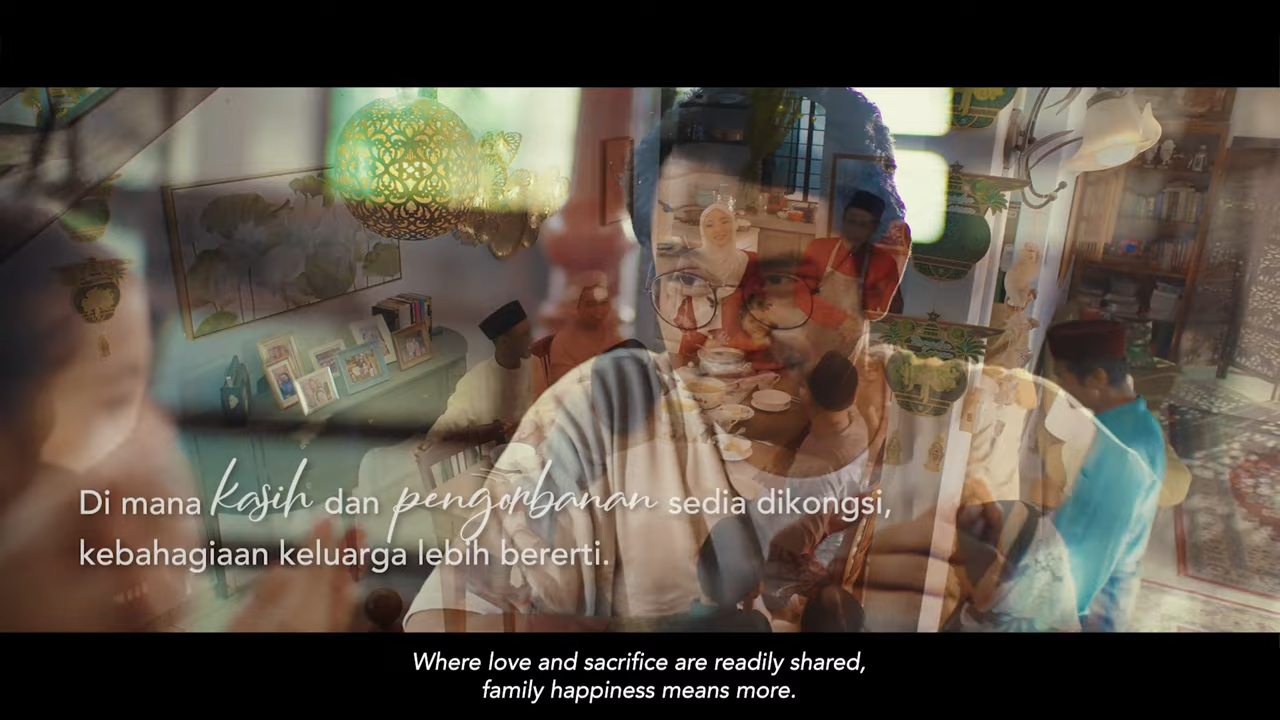 Di mana kasih dan pengorbanan sedia dikongsi,
kebahagiaan keluarga lebih bererti.
Where love and sacrifice are readily shared,
family happiness means more.